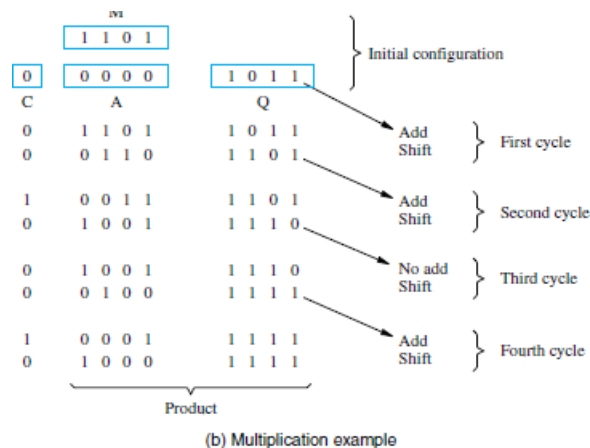 M
1 1 0 1
Initial configuration
0 0 0 0 0 1 0 1 1
C A Q
0 1 1 0 1 1 0 1 1 Add
First cycle
0 0 1 1 0 1 1 0 1 Shift
1 0 0 1 1 1 1 0 1 Add
Second cycle
0 1 0 0 1 1 1 1 0 Shift
0 1 0 0 1 1 1 1 0 No add
Third cycle
0 0 1 0 0 1 1 1 1 Shift
1 0 0 0 1 1 1 1 1 Add
Fourth cycle
0 1 0 0 0 1 1 1 1 Shift
Product
(b) Multiplication example